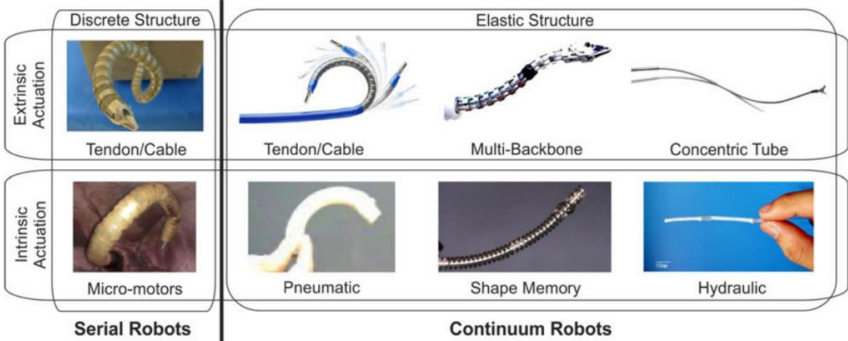 Discrete Structure
Elastic Structure
Extrinsic
Actuation
Tendon/Cable
Tendon/Cable
Multi-Backbone
Concentric Tube
Intrinsic
Actuation
Micro-motors
Pneumatic
Shape Memory
Hydraulic
Serial Robots
Continuum Robots